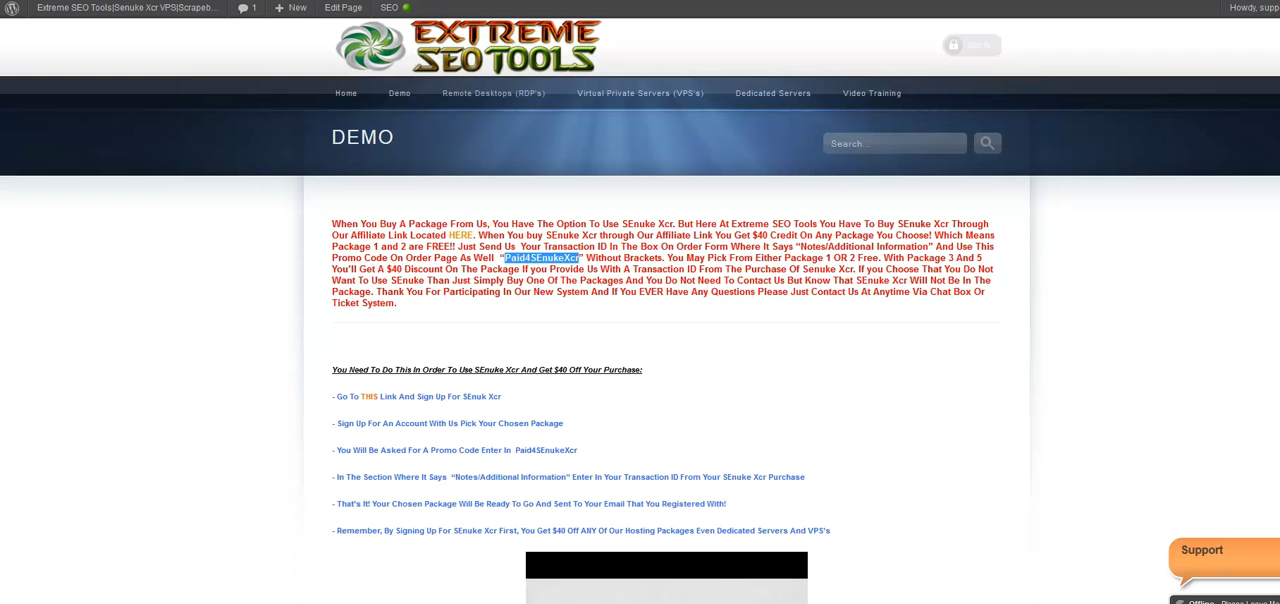 Extreme SEO Tools|Senuke Xcr VPS|Scrapeb... 1 New Edit Page SEO Howdy, supp
EXTREME
SEO TOOLS
LOG IN
Home Demo Remote Desktops (RDP's) Virtual Private Servers (VPS's) Dedicated Servers Video Training
DEMO
Search...
When You Buy A Package From Us, You Have The Option To Use SEnuke Xcr. But Here At Extreme SEO Tools You Have To Buy SEnuke Xcr Through
Our Affiliate Link Located HERE. When You buy SEnuke Xcr through Our Affiliate Link You Get $40 Credit On Any Package You Choose! Which Means
Package 1 and 2 are FREE!! Just Send Us Your Transaction ID In The Box On Order Form Where It Says “Notes/Additional Information” And Use This
Promo Code On Order Page As Well “Paid4SEnukeXcr” Without Brackets. You May Pick From Either Package 1 OR 2 Free. With Package 3 And 5
You'll Get A $40 Discount On The Package If you Provide Us With A Transaction ID From The Purchase Of Senuke Xcr. If you Choose That You Do Not
Want To Use SEnuke Than Just Simply Buy One Of The Packages And You Do Not Need To Contact Us But Know That SEnuke Xcr Will Not Be In The
Package. Thank You For Participating In Our New System And If You EVER Have Any Questions Please Just Contact Us At Anytime Via Chat Box Or
Ticket System.
You Need To Do This In Order To Use SEnuke Xcr And Get $40 Off Your Purchase:
- Go To THIS Link And Sign Up For SEnuk Xcr
- Sign Up For An Account With Us Pick Your Chosen Package
- You Will Be Asked For A Promo Code Enter In Paid4SEnukeXcr
- In The Section Where It Says “Notes/Additional Information” Enter In Your Transaction ID From Your SEnuke Xcr Purchase
- That's It! Your Chosen Package Will Be Ready To Go And Sent To Your Email That You Registered With!
- Remember, By Signing Up For SEnuke Xcr First, You Get $40 Off ANY Of Our Hosting Packages Even Dedicated Servers And VPS's
Support
Offline Please Leave